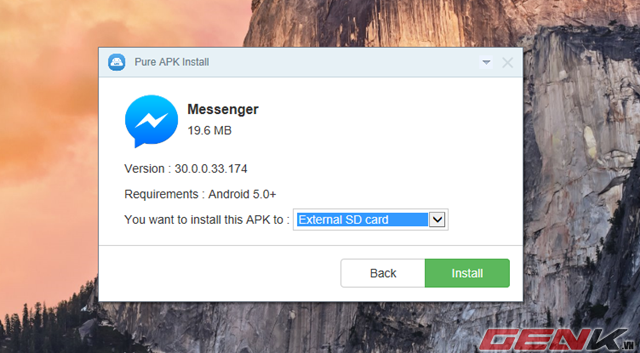 Pure APK Install
Messenger
19.6 MB
Version : 30.0.0.33.174
Requirements : Android 5.0+
You want to install this APK to : External SD card
Back Install
GENK.VN